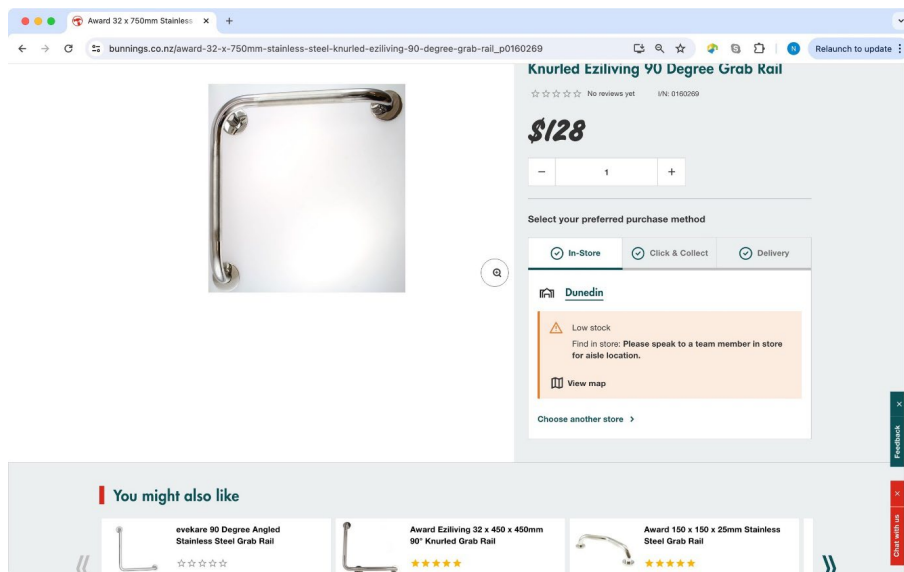 Award 32 x 750mm Stainless
bunnings.co.nz/award-32-x-750mm-stainless-steel-knurled-eziliving-90-degree-grab-rail_p0160269
N
Relaunch to update
Knurled Eziliving 90 Degree Grab Rail
No reviews yet I/N: 0160269
$128
1
Select your preferred purchase method
In-Store Click & Collect Delivery
Dunedin
Low stock
Find in store: Please speak to a team member in store
for aisle location.
View map
Choose another store
Feedback
Chat with us
You might also like
evekare 90 Degree Angled
Stainless Steel Grab Rail
Award Eziliving 32 x 450 x 450mm
90° Knurled Grab Rail
Award 150 x 150 x 25mm Stainless
Steel Grab Rail